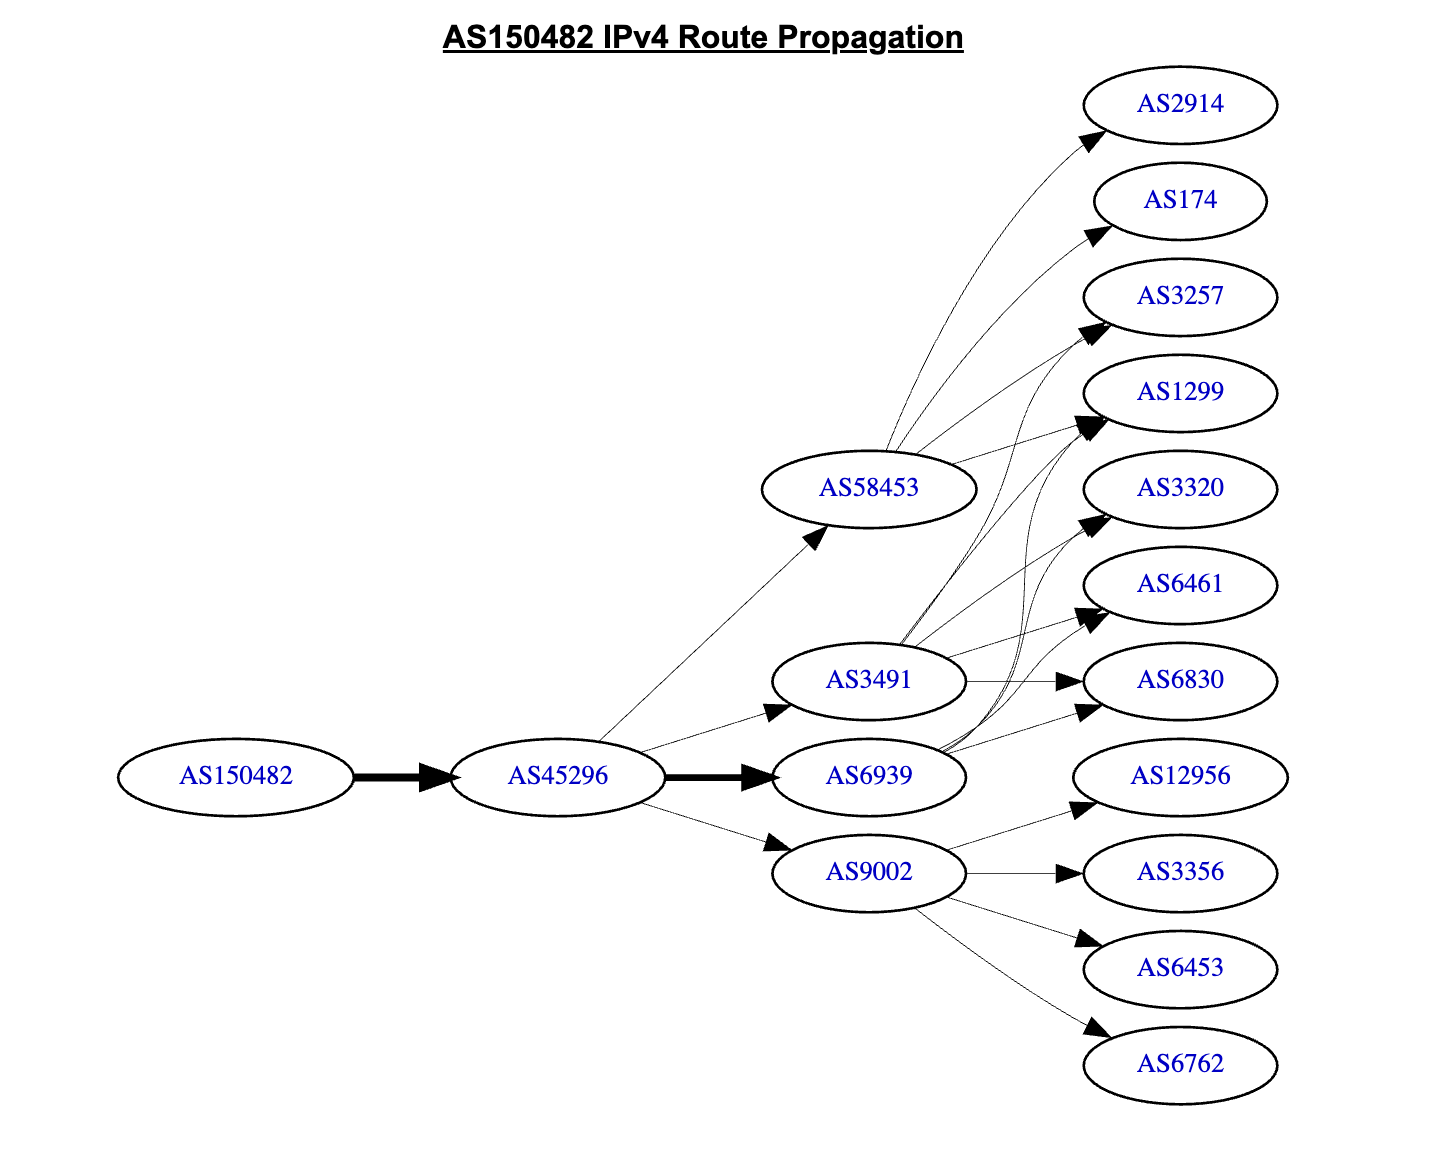 AS150482 IPv4 Route Propagation
AS2914
AS174
AS3257
AS1299
AS58453
AS3320
AS6461
AS3491
AS6830
AS150482
AS45296
AS6939
AS12956
AS9002
AS3356
AS6453
AS6762